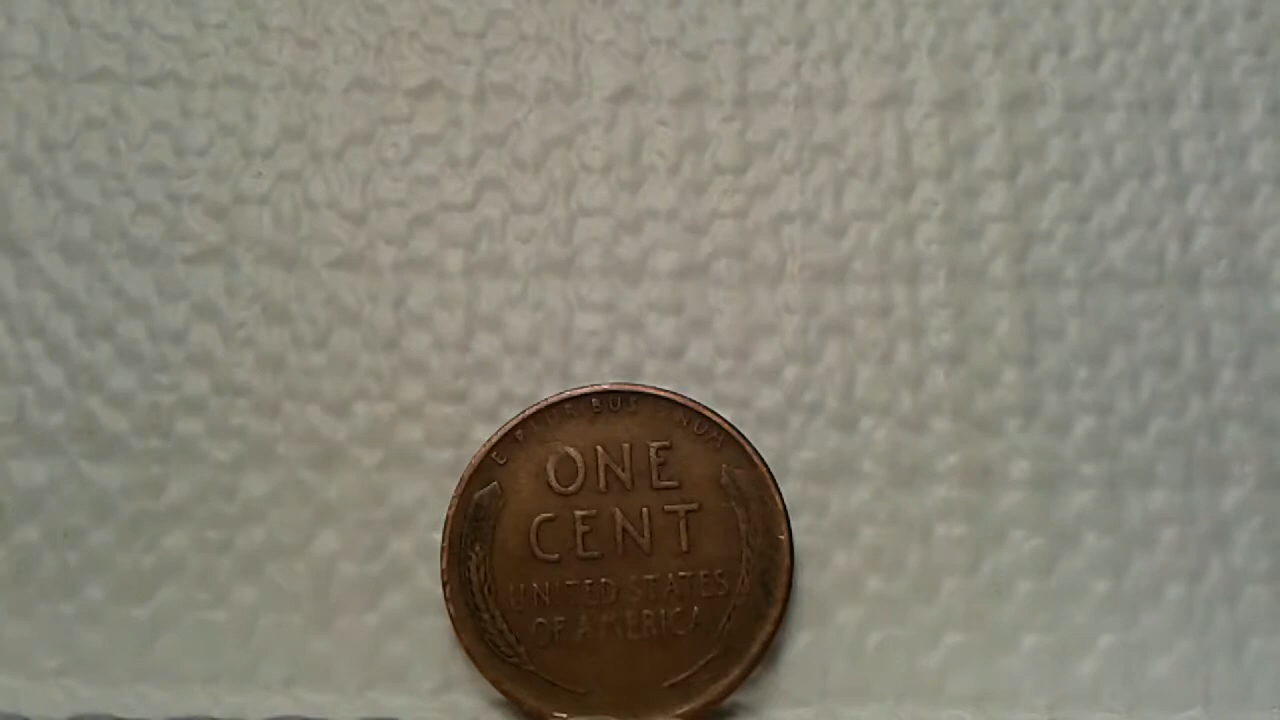 E PLURIBUS UNUM
ONE
CENT
UNITED STATES
OF AMERICA